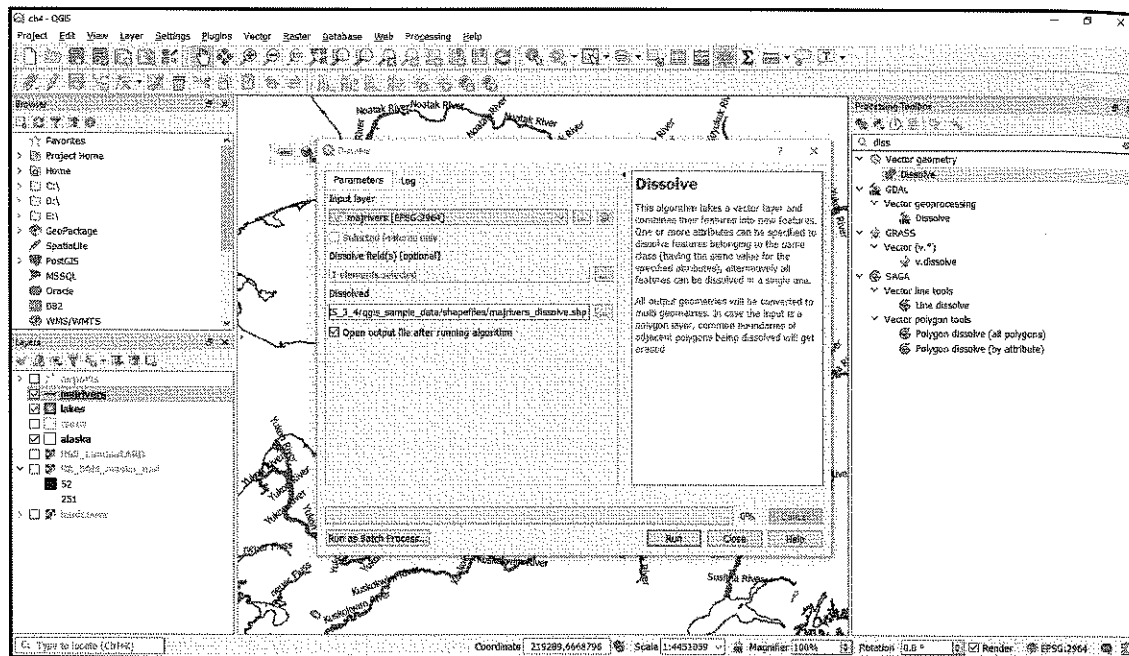 ch4 - QGIS
Project Edit View Layer Settings Plugins Vector Raster Database Web Processing Help
Browser
Favorites
Project Home
Home
C:\
D:\
E:\
GeoPackage
SpatiaLite
PostGIS
MSSQL
Oracle
DB2
WMS/WMTS
Layers
airports
majrivers
lakes
alaska
52
251
landcover
Type to locate (Ctrl+K)
Noatak River Noatak River
Yukon River
Kuskokwim River
Susitna River
Dissolve
Parameters Log
Input layer
majrivers [EPSG:2964]
Selected features only
Dissolve field(s) [optional]
1 elements selected
Dissolved
S_3_4/qgis_sample_data/shapefiles/majrivers_dissolve.shp
Open output file after running algorithm
Dissolve
This algorithm takes a vector layer and
combines their features into new features.
One or more attributes can be specified to
dissolve features belonging to the same
class (having the same value for the
specified attributes), alternatively all
features can be dissolved in a single one.
All output geometries will be converted to
multi geometries. In case the input is a
polygon layer, common boundaries of
adjacent polygons being dissolved will get
erased.
0% Cancel
Run as Batch Process... Run Close Help
Processing Toolbox
diss
Vector geometry
Dissolve
GDAL
Vector geoprocessing
Dissolve
GRASS
Vector (v.*)
v.dissolve
SAGA
Vector line tools
Line dissolve
Vector polygon tools
Polygon dissolve (all polygons)
Polygon dissolve (by attribute)
Coordinate 219289,6668796 Scale 1:4451039 Magnifier 100% Rotation 0.0 ° Render EPSG:2964